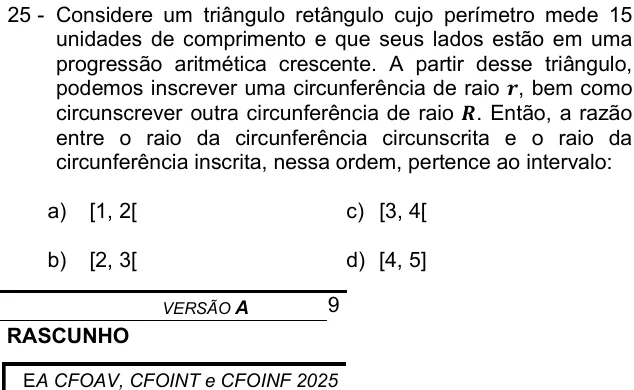 25 - Considere um triângulo retângulo cujo perímetro mede 15
unidades de comprimento e que seus lados estão em uma
progressão aritmética crescente. A partir desse triângulo,
podemos inscrever uma circunferência de raio r, bem como
circunscrever outra circunferência de raio R. Então, a razão
entre o raio da circunferência circunscrita e o raio da
circunferência inscrita, nessa ordem, pertence ao intervalo:
a) [1, 2[
c) [3, 4[
b) [2, 3[
d) [4, 5]
VERSÃO A 9
RASCUNHO
EA CFOAV, CFOINT e CFOINF 2025